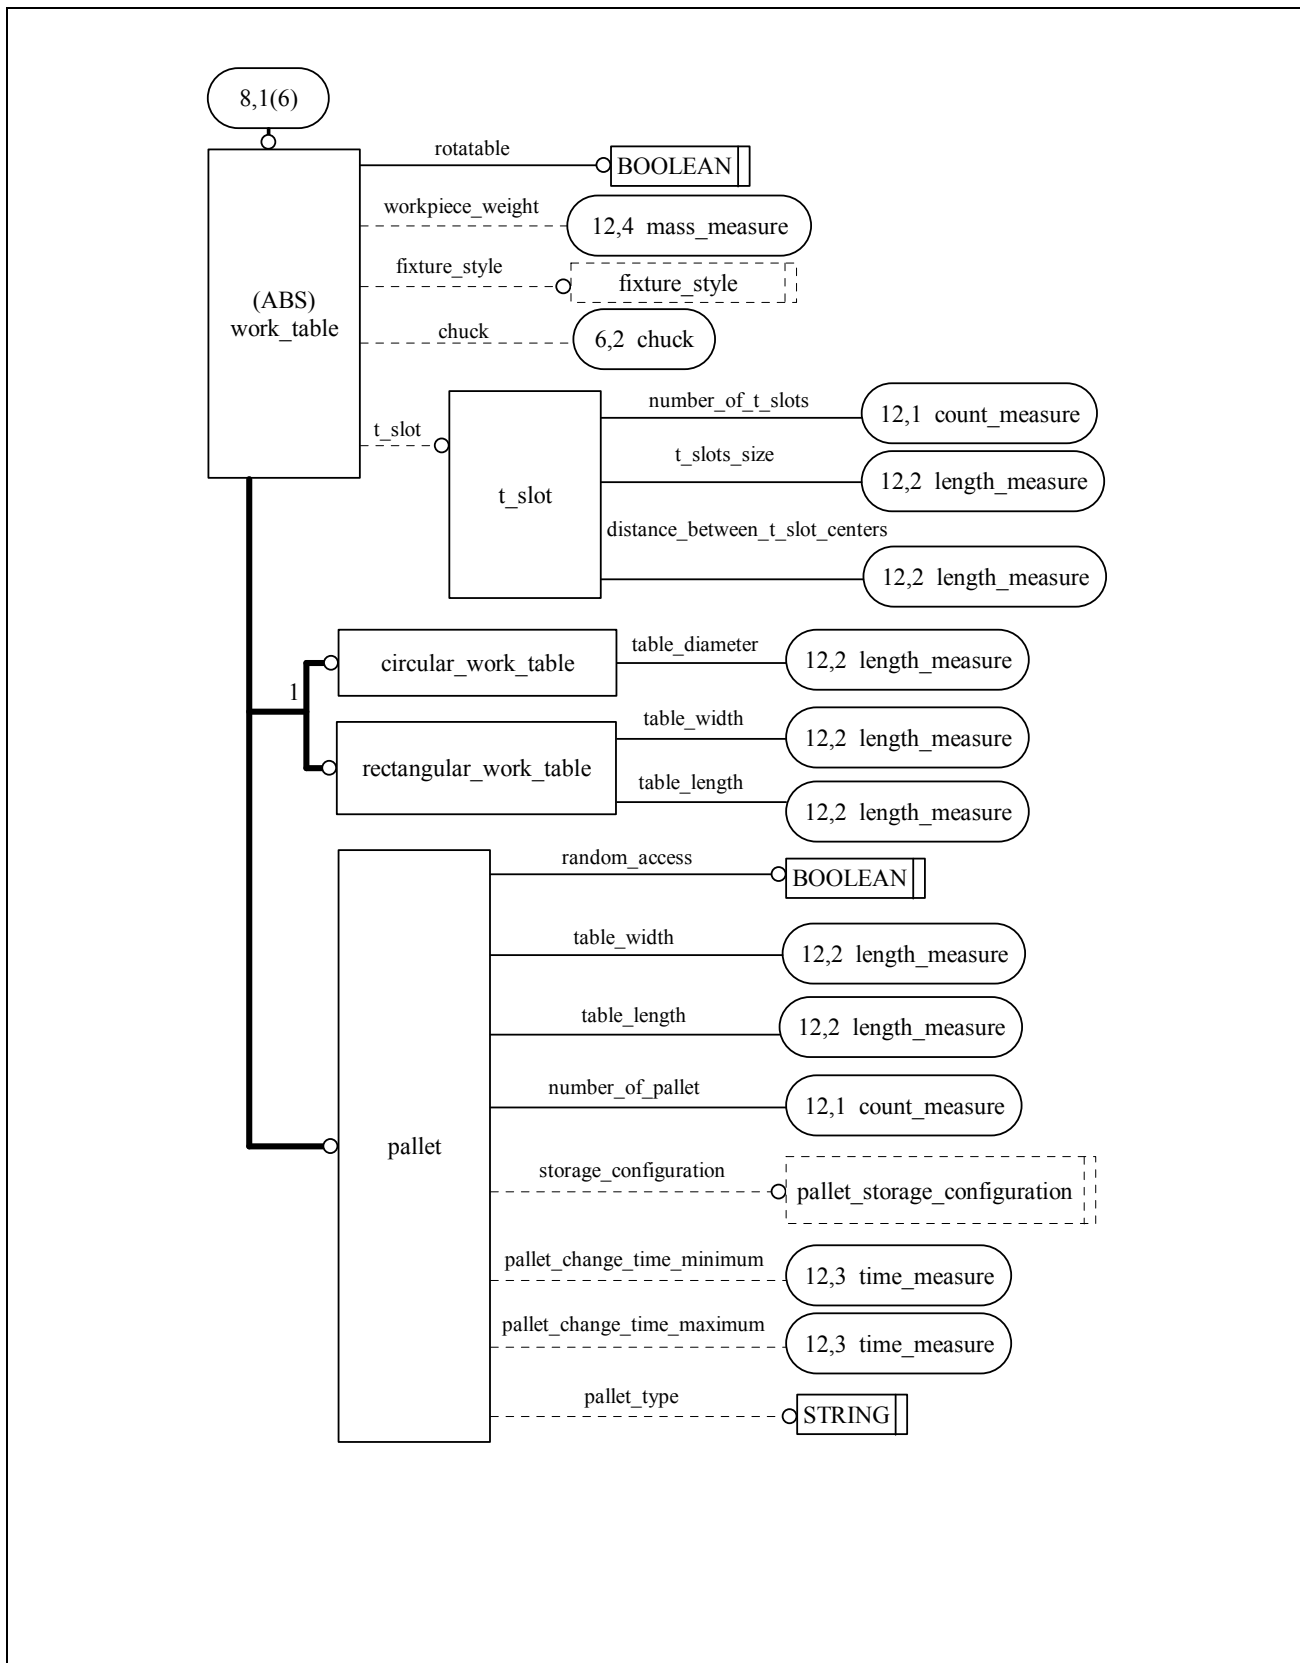 8,1(6)
rotatable
BOOLEAN
workpiece_weight
12,4 mass_measure
fixture_style
fixture_style
(ABS)
work_table
chuck
6,2 chuck
number_of_t_slots
12,1 count_measure
t_slot
t_slots_size
12,2 length_measure
t_slot
distance_between_t_slot_centers
12,2 length_measure
table_diameter
circular_work_table
12,2 length_measure
1
table_width
12,2 length_measure
rectangular_work_table
table_length
12,2 length_measure
random_access
BOOLEAN
table_width
12,2 length_measure
table_length
12,2 length_measure
number_of_pallet
12,1 count_measure
pallet
storage_configuration
pallet_storage_configuration
pallet_change_time_minimum
12,3 time_measure
pallet_change_time_maximum
12,3 time_measure
pallet_type
STRING